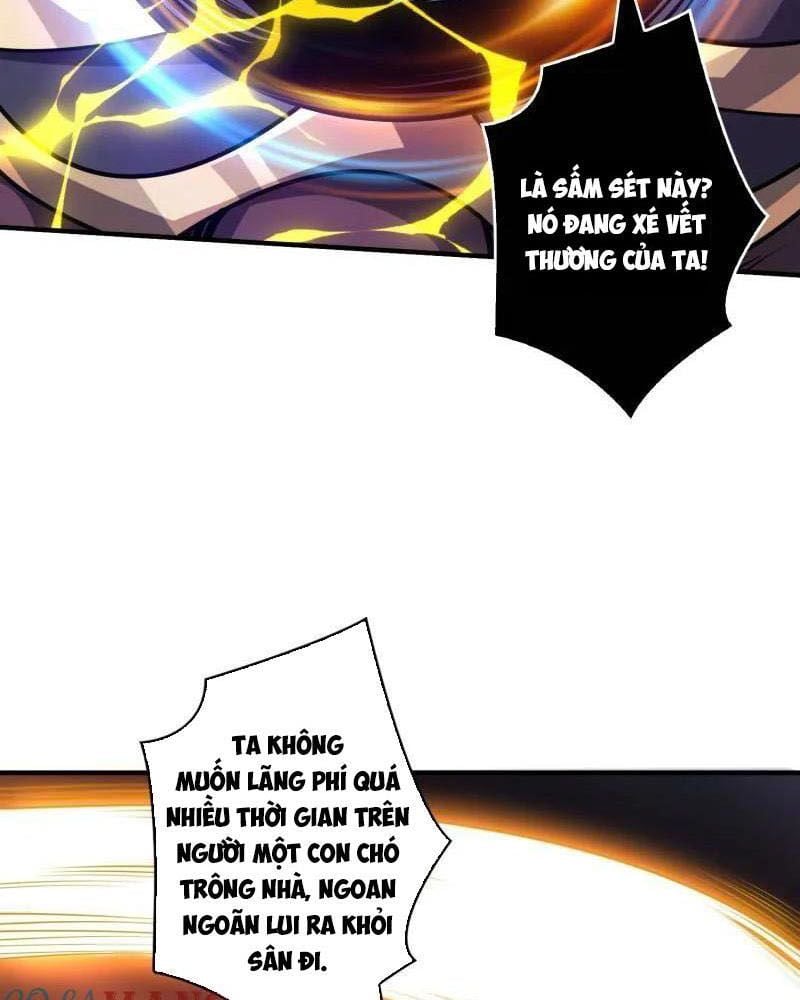 LÀ SẤM SÉT NÀY?
NÓ ĐANG XÉ VẾT
THƯƠNG CỦA TA!
TA KHÔNG
MUỐN LÃNG PHÍ QUÁ
NHIỀU THỜI GIAN TRÊN
NGƯỜI MỘT CON CHÓ
TRÔNG NHÀ, NGOAN
NGOÃN LUI RA KHỎI
SÂN ĐI.